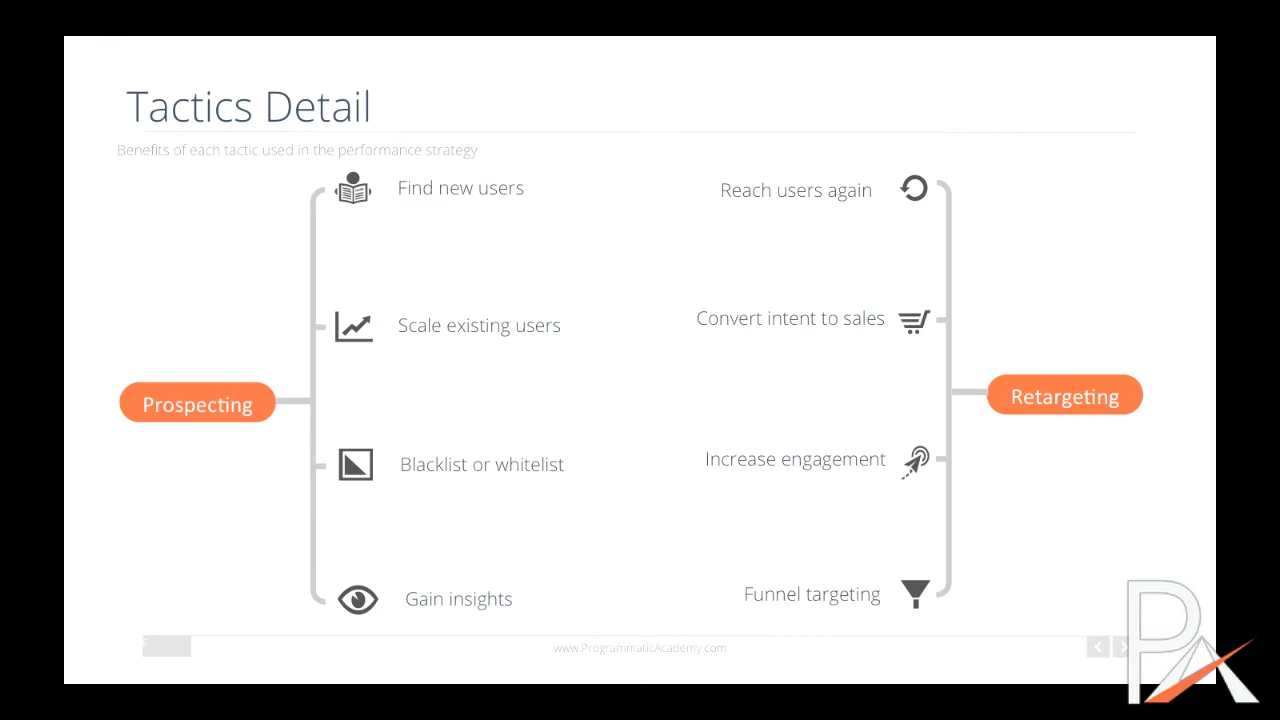 Tactics Detail
Benefits of each tactic used in the performance strategy
Find new users
Scale existing users
Prospecting
Blacklist or whitelist
Gain insights
Reach users again
Convert intent to sales
Retargeting
Increase engagement
Funnel targeting
www.ProgrammaticAcademy.com
PA